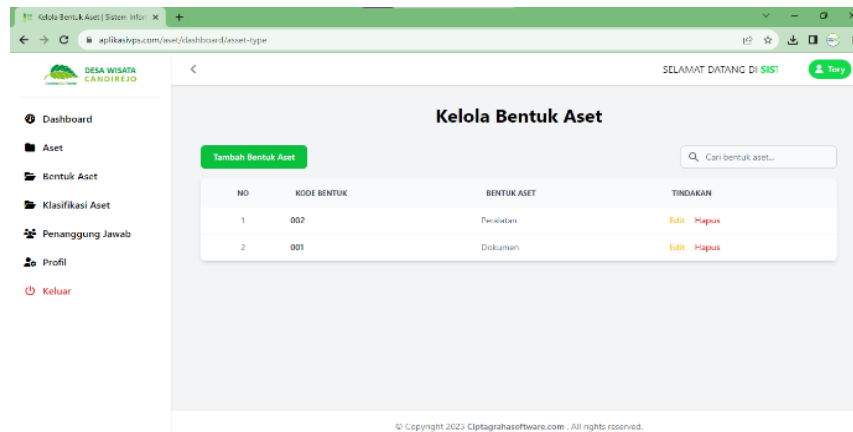 Kelola Bentuk Aset | Sistem Infor
aplikasivps.com/aset/dashboard/asset-type
DESA WISATA
CANDIREJO
SELAMAT DATANG DI SIST
Tory
Dashboard
Aset
Bentuk Aset
Klasifikasi Aset
Penanggung Jawab
Profil
Keluar
Kelola Bentuk Aset
Tambah Bentuk Aset
Cari bentuk aset...
NO KODE BENTUK BENTUK ASET TINDAKAN
1 002 Peralatan Edit Hapus
2 001 Dokumen Edit Hapus
© Copyright 2023 Ciptagrahasoftware.com . All rights reserved.